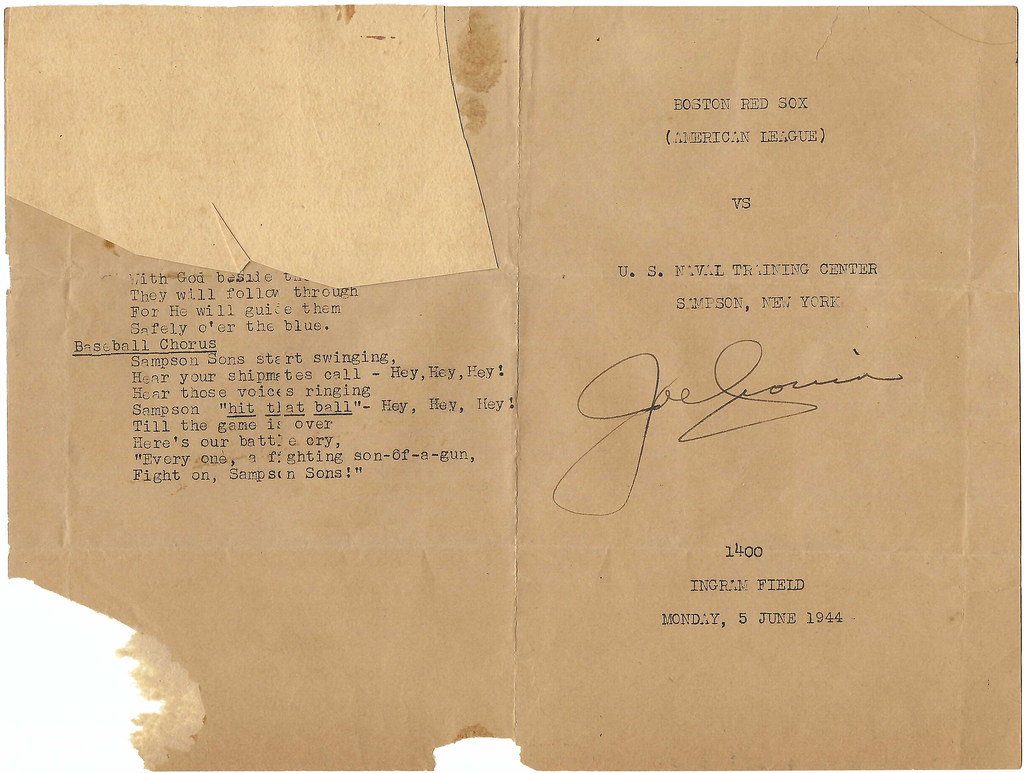 With God beside
They will follow through
For He will guide them
Safely o'er the blue.
Baseball Chorus
Sampson Sons start swinging,
Hear your shipmates call - Hey, Hey, Hey!
Hear those voices ringing
Sampson "hit that ball"- Hey, Hey, Hey!
Till the game is over
Here's our battle cry,
"Every one, a fighting son-of-a-gun,
Fight on, Sampson Sons!"
BOSTON RED SOX
(AMERICAN LEAGUE)
VS
U. S. NAVAL TRAINING CENTER
SAMPSON, NEW YORK
Joe Cronin
1400
INGRAM FIELD
MONDAY, 5 JUNE 1944